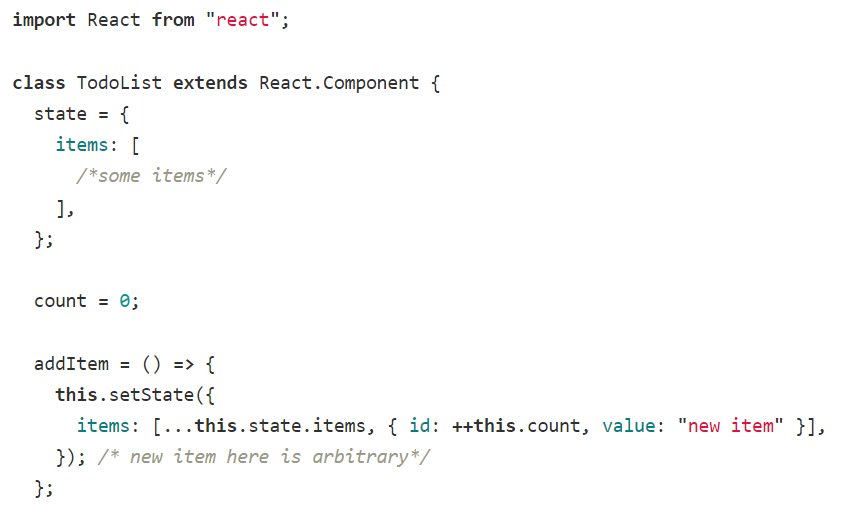 import React from "react";
class TodoList extends React.Component {
state = {
items: [
/*some items*/
],
};
count = 0;
addItem = () => {
this.setState({
items: [...this.state.items, { id: ++this.count, value: "new item" }],
}); /* new item here is arbitrary*/
};